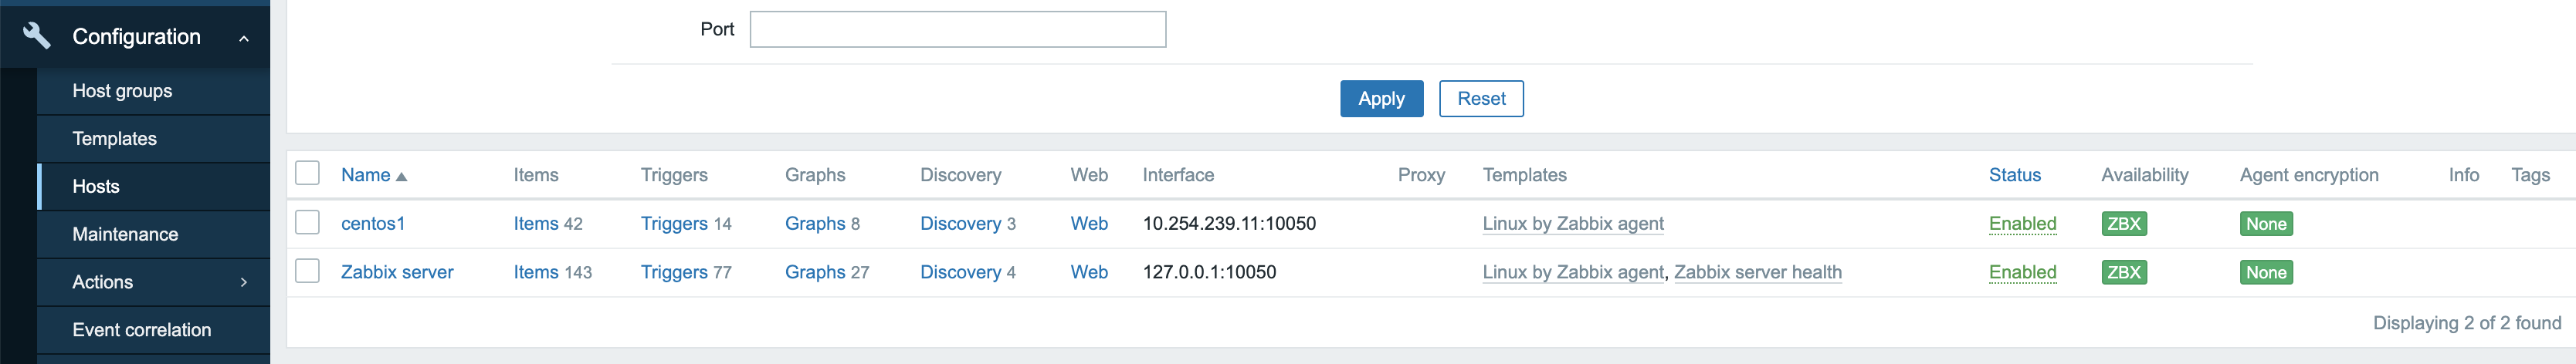 Configuration
Host groups
Templates
Hosts
Maintenance
Actions
Event correlation
Port
Apply Reset
Name Items Triggers Graphs Discovery Web Interface Proxy Templates Status Availability Agent encryption Info Tags
centos1 Items 42 Triggers 14 Graphs 8 Discovery 3 Web 10.254.239.11:10050 Linux by Zabbix agent Enabled ZBX None
Zabbix server Items 143 Triggers 77 Graphs 27 Discovery 4 Web 127.0.0.1:10050 Linux by Zabbix agent, Zabbix server health Enabled ZBX None
Displaying 2 of 2 found